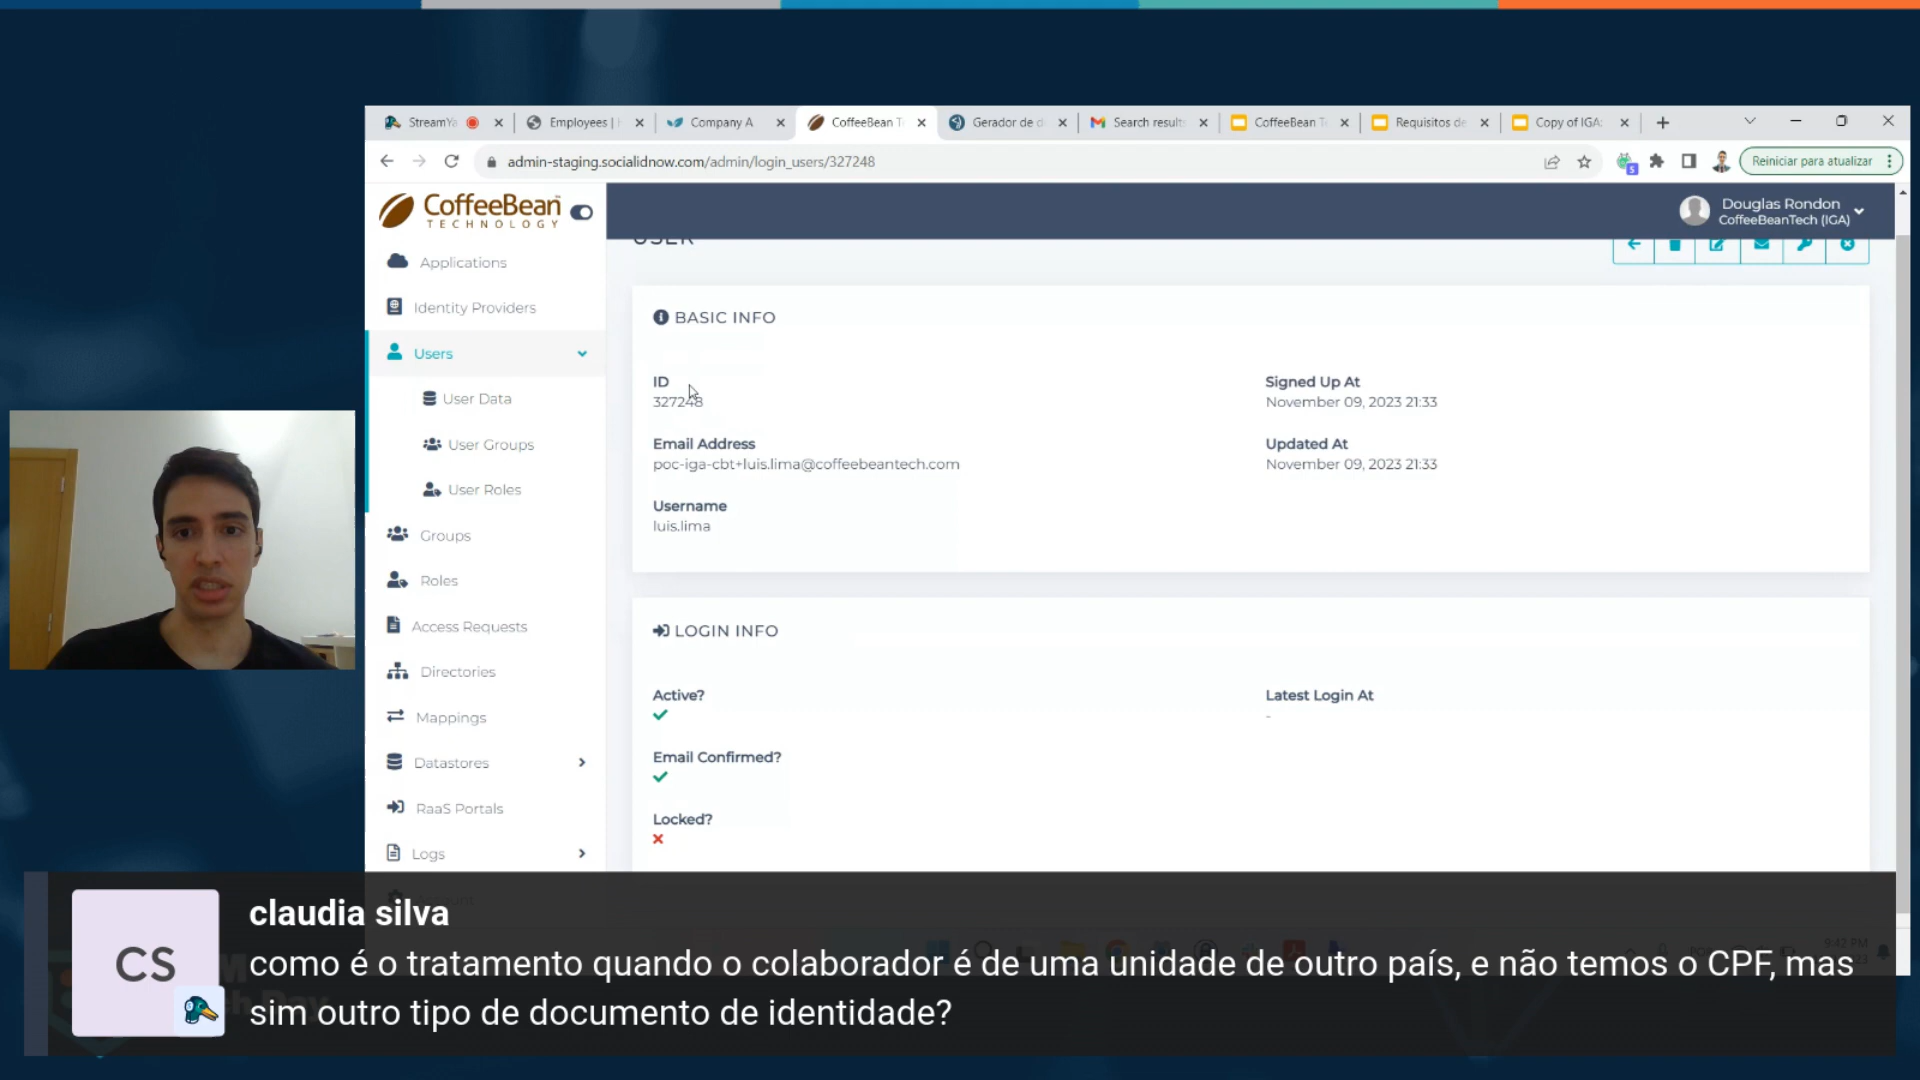 StreamYa
Employees |
Company A
CoffeeBean T
Gerador de d
Search result
CoffeeBean T
Requisitos de
Copy of IGA:
admin-staging.socialidnow.com/admin/login_users/327248
Reiniciar para atualizar
CoffeeBean
TECHNOLOGY
Douglas Rondon
CoffeeBeanTech (IGA)
USER
Applications
Identity Providers
Users
User Data
User Groups
User Roles
Groups
Roles
Access Requests
Directories
Mappings
Datastores
RaaS Portals
Logs
BASIC INFO
ID
327248
Signed Up At
November 09, 2023 21:33
Email Address
poc-iga-cbt+luis.lima@coffeebeantech.com
Updated At
November 09, 2023 21:33
Username
luis.lima
LOGIN INFO
Active?
Latest Login At
-
Email Confirmed?
Locked?
9:42 PM
CS
claudia silva
como é o tratamento quando o colaborador é de uma unidade de outro país, e não temos o CPF, mas
sim outro tipo de documento de identidade?